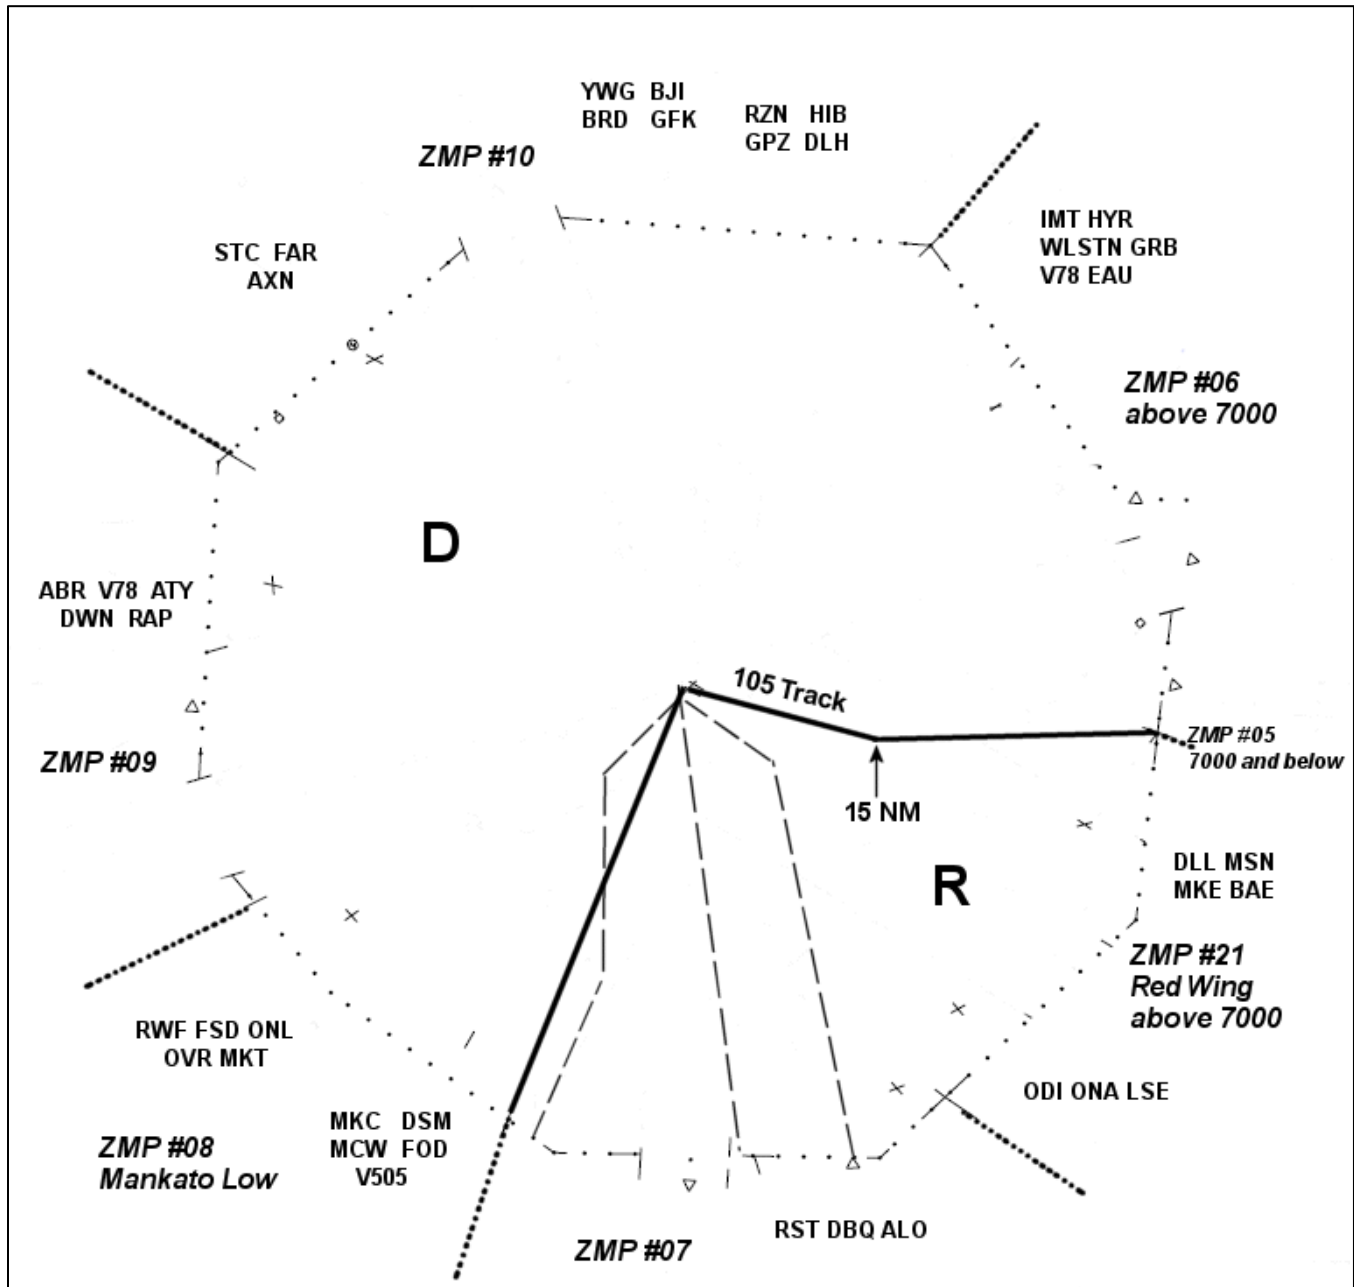 YWG BJI
BRD GFK
RZN HIB
GPZ DLH
ZMP #10
IMT HYR
WLSTN GRB
V78 EAU
STC FAR
AXN
ZMP #06
above 7000
D
ABR V78 ATY
DWN RAP
105 Track
ZMP #05
7000 and below
ZMP #09
15 NM
DLL MSN
MKE BAE
R
ZMP #21
Red Wing
above 7000
RWF FSD ONL
OVR MKT
ODI ONA LSE
MKC DSM
MCW FOD
V505
ZMP #08
Mankato Low
RST DBQ ALO
ZMP #07